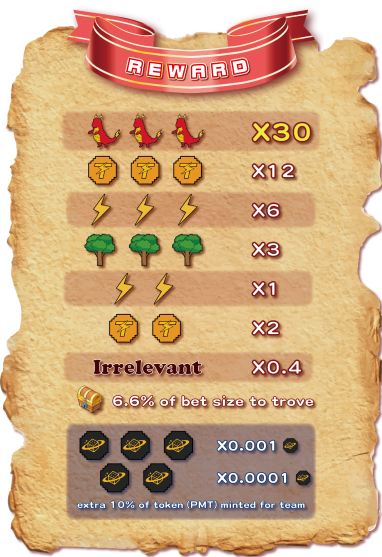 REWARD
X30
X12
X6
X3
X1
X2
Irrelevant X0.4
6.6% of bet size to trove
X0.001
X0.0001
extra 10% of token (PMT) minted for team